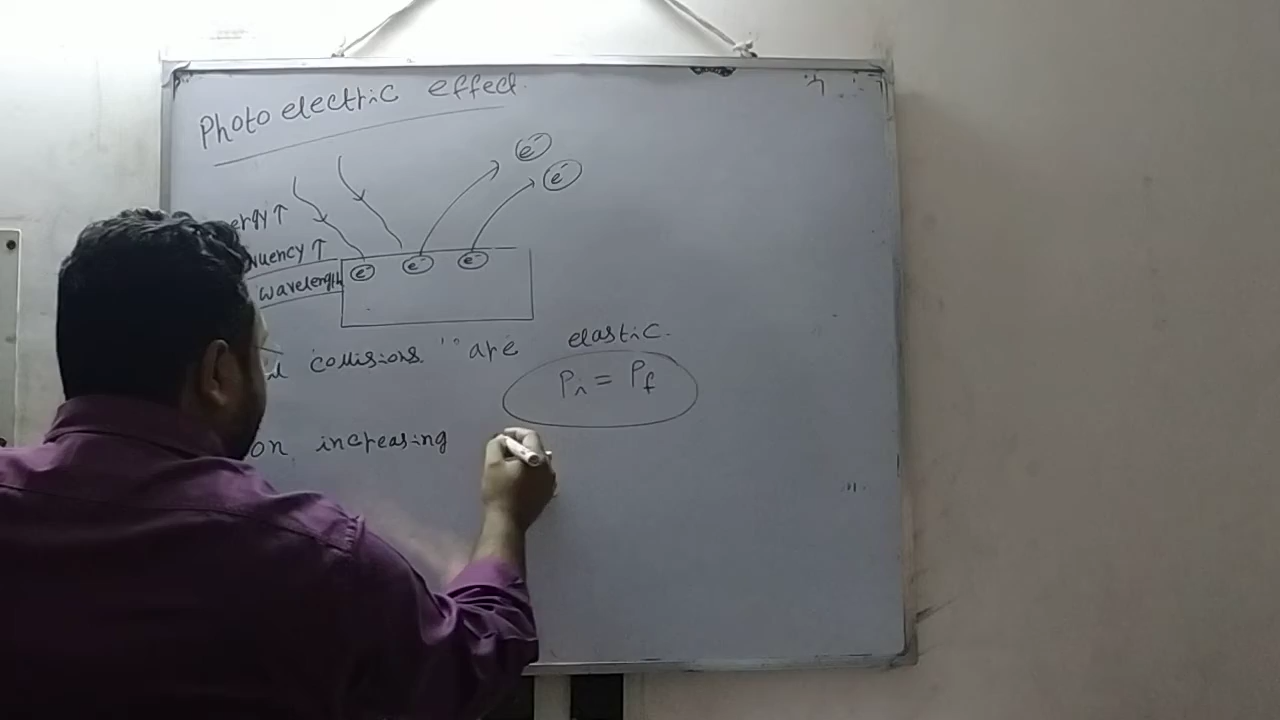 Photo electric effect.
e⁻
e⁻
ergy ↑
uency ↑
wavelength
e⁻ e⁻ e⁻
collisions are elastic.
Pi = Pf
on increasing